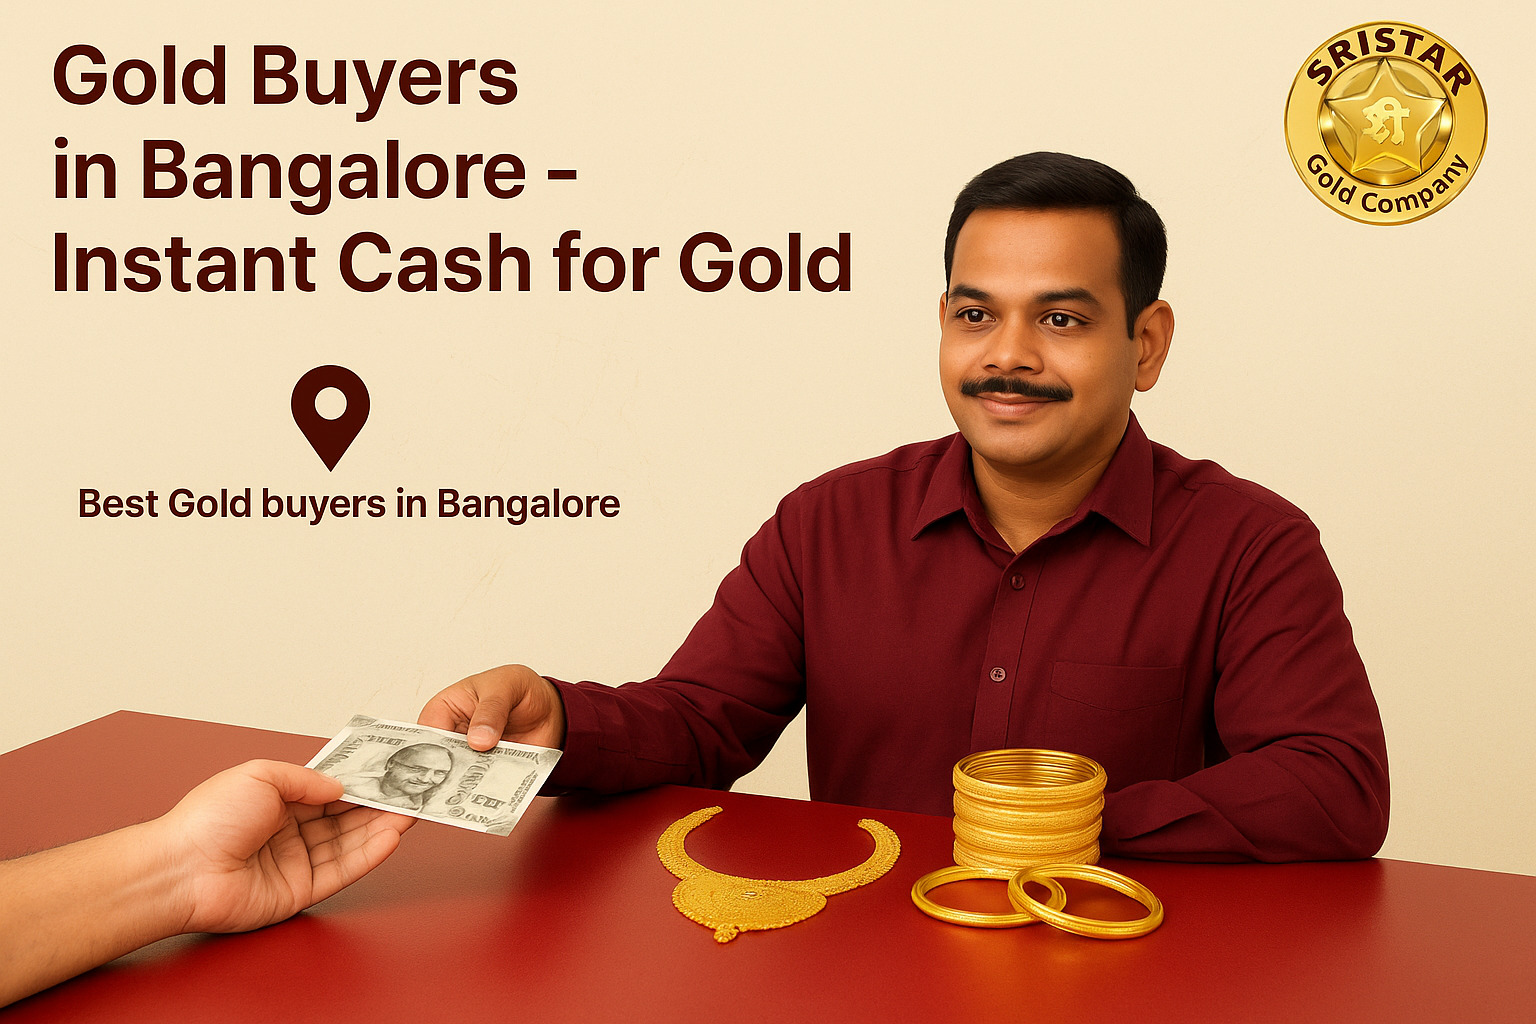 Gold Buyers
in Bangalore -
Instant Cash for Gold
Best Gold buyers in Bangalore
SRISTAR
श्री
Gold Company